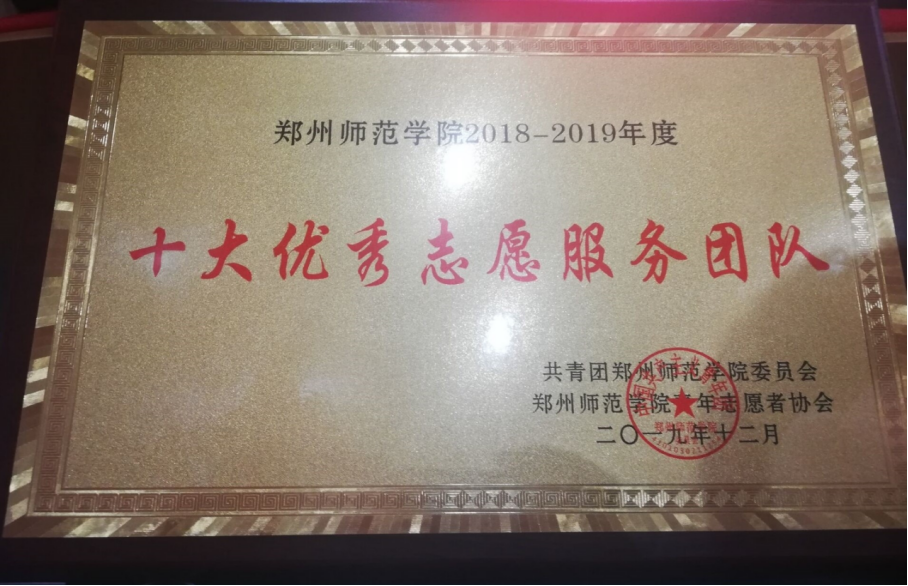 郑州师范学院2018-2019年度
十大优秀志愿服务团队
共青团郑州师范学院委员会
郑州师范学院青年志愿者协会
二〇一九年十二月